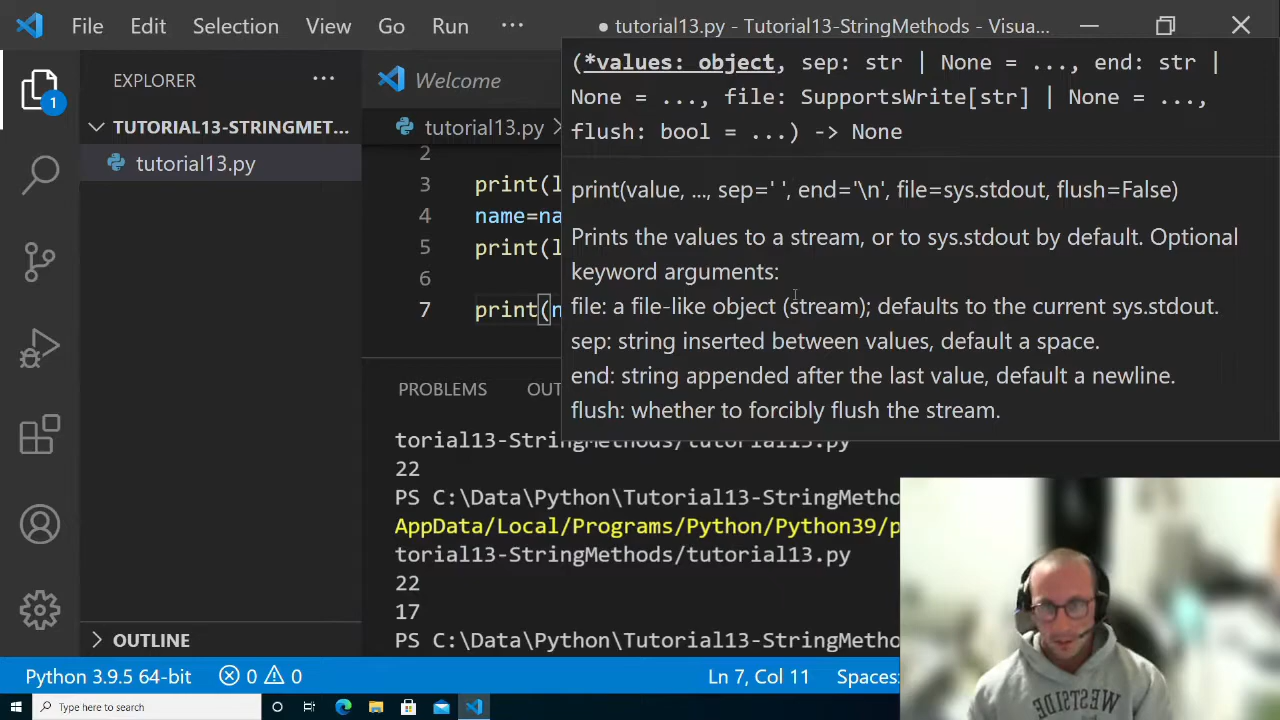 File Edit Selection View Go Run ··· ● tutorial13.py - Tutorial13-StringMethods - Visua...
EXPLORER ···
TUTORIAL13-STRINGMET...
tutorial13.py
1
OUTLINE
Welcome
tutorial13.py
2
3 print(l
4 name=na
5 print(l
6
7 print(n
(*values: object, sep: str | None = ..., end: str |
None = ..., file: SupportsWrite[str] | None = ...,
flush: bool = ...) -> None
print(value, ..., sep=' ', end='\n', file=sys.stdout, flush=False)
Prints the values to a stream, or to sys.stdout by default. Optional
keyword arguments:
file: a file-like object (stream); defaults to the current sys.stdout.
sep: string inserted between values, default a space.
end: string appended after the last value, default a newline.
flush: whether to forcibly flush the stream.
PROBLEMS OUT
torial13-StringMethods/tutorial13.py
22
PS C:\Data\Python\Tutorial13-StringMetho
AppData/Local/Programs/Python/Python39/p
torial13-StringMethods/tutorial13.py
22
17
PS C:\Data\Python\Tutorial13-StringMetho
WESTSIDE
Python 3.9.5 64-bit 0 0 Ln 7, Col 11 Spaces:
Type here to search